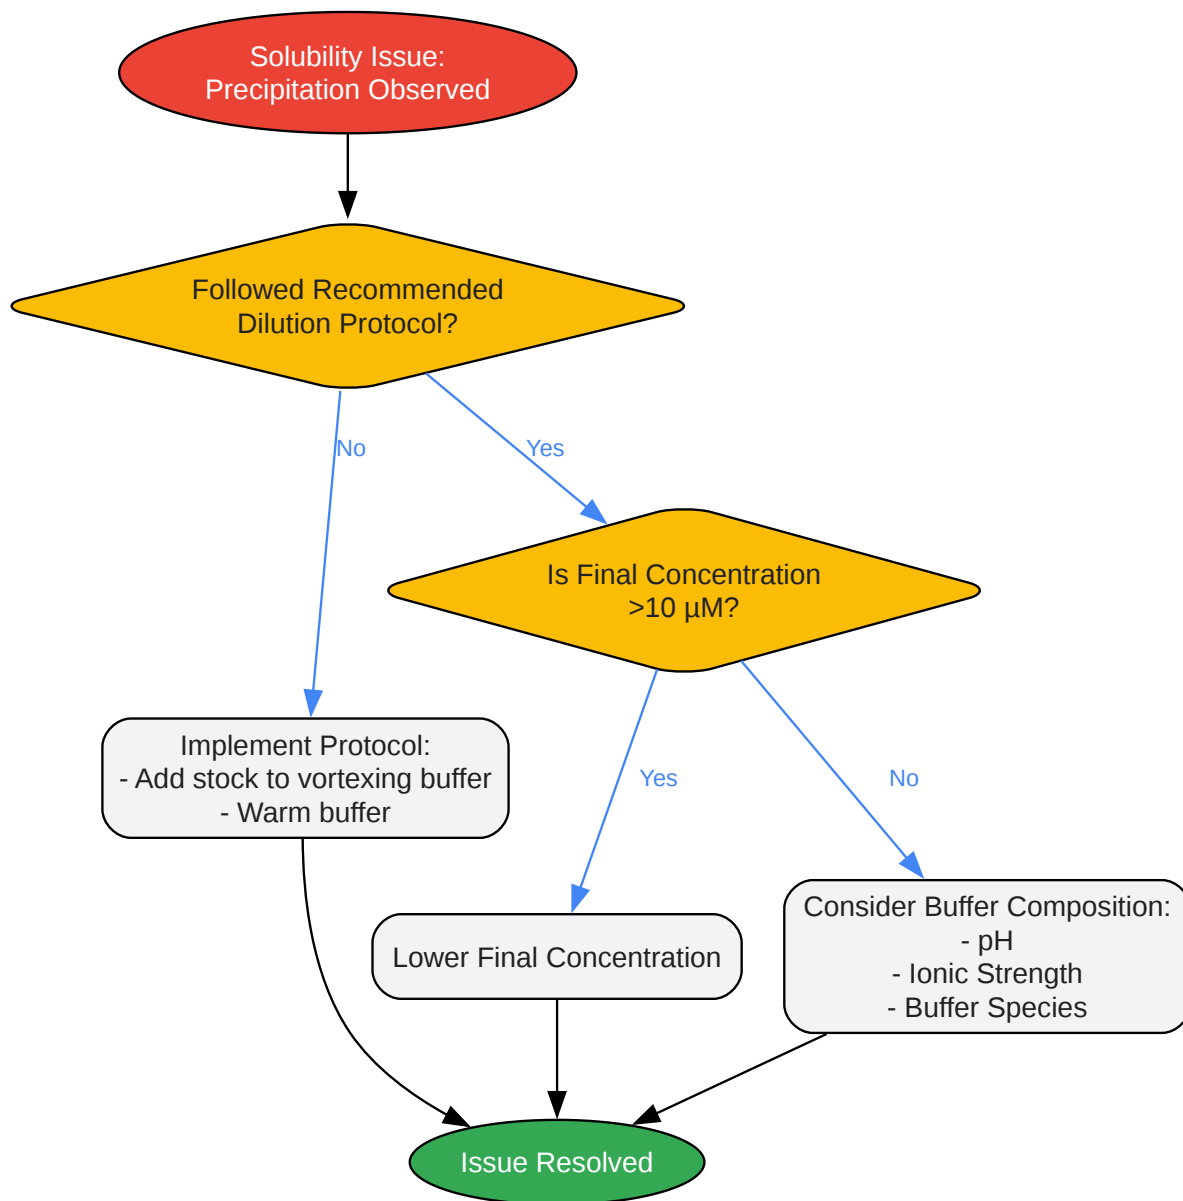 Solubility Issue:
Precipitation Observed
Followed Recommended
Dilution Protocol?
No
Yes
Is Final Concentration
>10 µM?
Implement Protocol:
- Add stock to vortexing buffer
- Warm buffer
Yes
No
Lower Final Concentration
Consider Buffer Composition:
- pH
- Ionic Strength
- Buffer Species
Issue Resolved